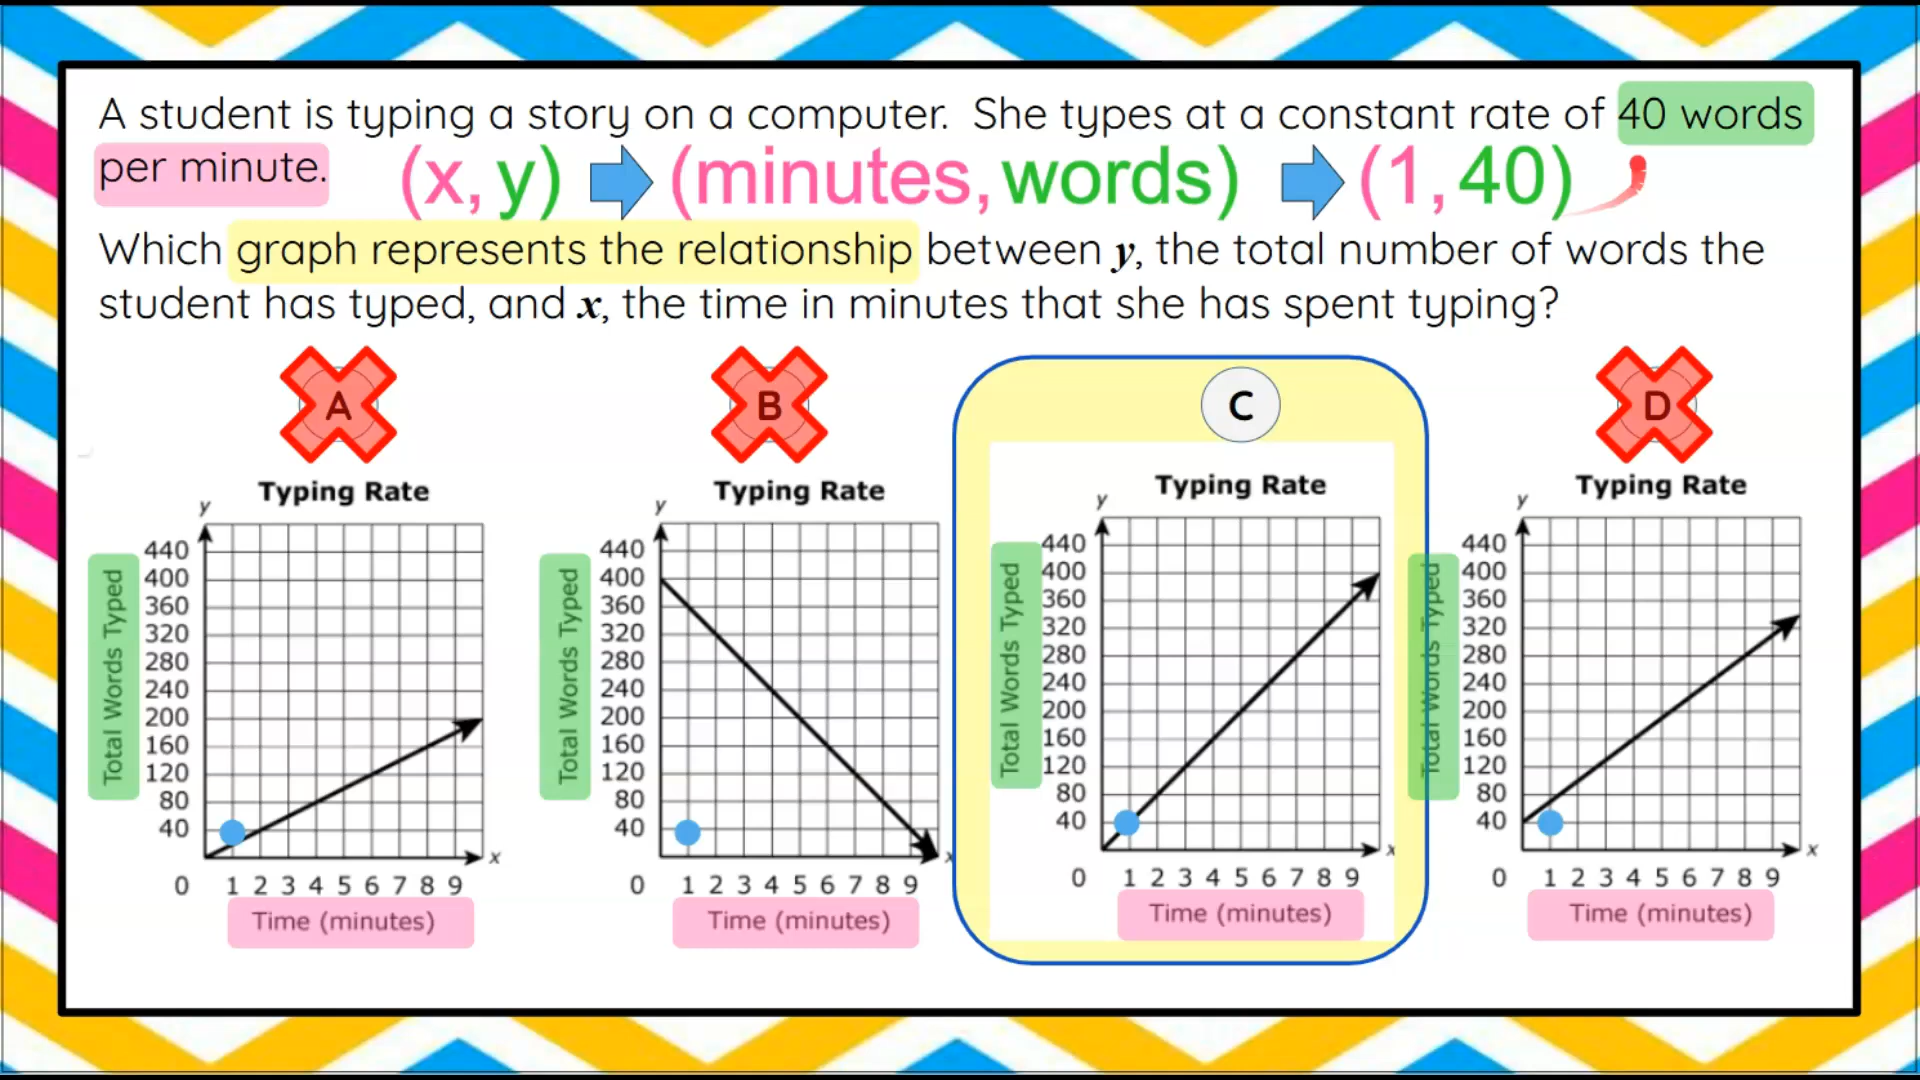 A student is typing a story on a computer. She types at a constant rate of 40 words
per minute. (x, y) (minutes, words) (1, 40)
Which graph represents the relationship between y, the total number of words the
student has typed, and x, the time in minutes that she has spent typing?
A
B
C
D
Typing Rate
y
440
400
360
320
280
240
200
160
120
80
40
0 1 2 3 4 5 6 7 8 9
x
Total Words Typed
Time (minutes)
Typing Rate
y
440
400
360
320
280
240
200
160
120
80
40
0 1 2 3 4 5 6 7 8 9
x
Total Words Typed
Time (minutes)
Typing Rate
y
440
400
360
320
280
240
200
160
120
80
40
0 1 2 3 4 5 6 7 8 9
x
Total Words Typed
Time (minutes)
Typing Rate
y
440
400
360
320
280
240
200
160
120
80
40
0 1 2 3 4 5 6 7 8 9
x
Total Words Typed
Time (minutes)